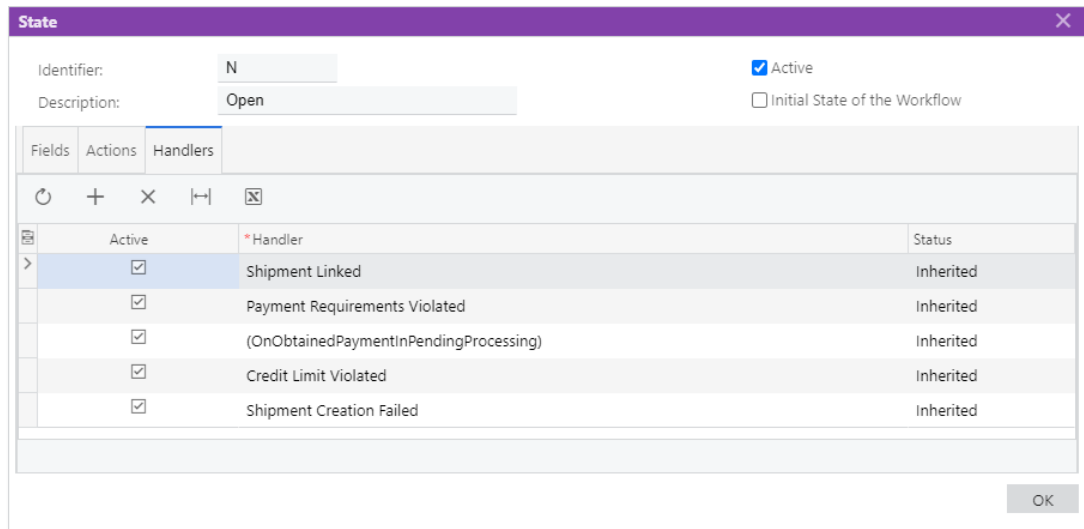 State
Identifier: N Active
Description: Open Initial State of the Workflow
Fields Actions Handlers
Active * Handler Status
Shipment Linked Inherited
Payment Requirements Violated Inherited
(OnObtainedPaymentInPendingProcessing) Inherited
Credit Limit Violated Inherited
Shipment Creation Failed Inherited
OK